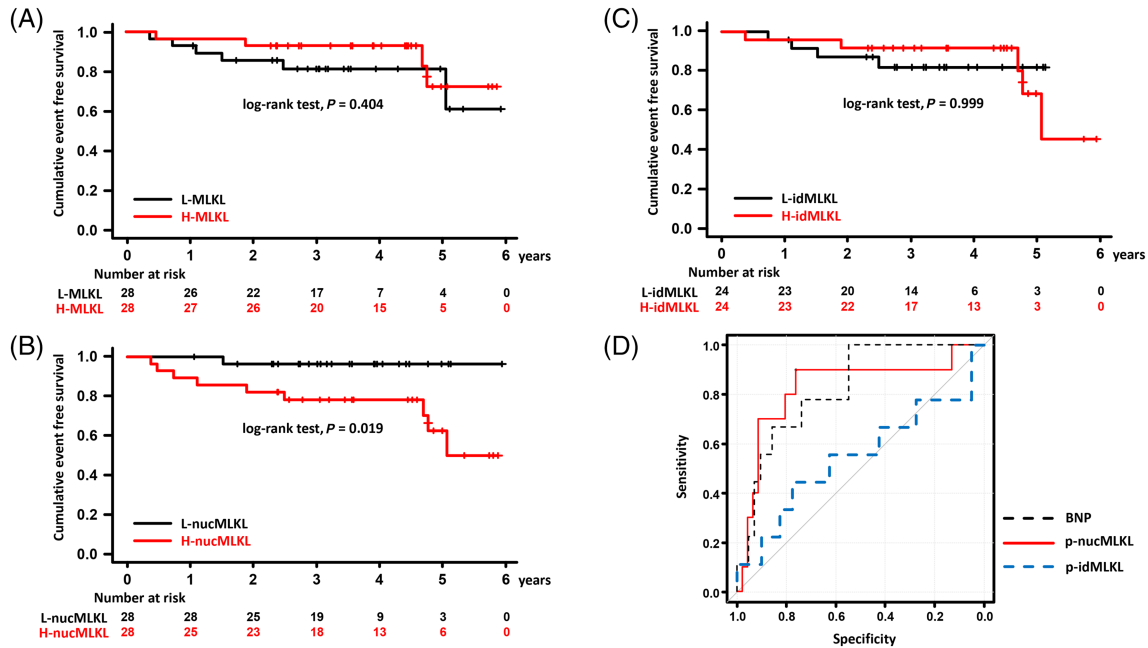 (A)
Cumulative event free survival
1.0
0.8
0.6
0.4
0.2
0.0
log-rank test, P = 0.404
L-MLKL
H-MLKL
0 1 2 3 4 5 6 years
Number at risk
L-MLKL 28 26 22 17 7 4 0
H-MLKL 28 27 26 20 15 5 0
(B)
Cumulative event free survival
1.0
0.8
0.6
0.4
0.2
0.0
log-rank test, P = 0.019
L-nucMLKL
H-nucMLKL
0 1 2 3 4 5 6 years
Number at risk
L-nucMLKL 28 28 25 19 9 3 0
H-nucMLKL 28 25 23 18 13 6 0
(C)
Cumulative event free survival
1.0
0.8
0.6
0.4
0.2
0.0
log-rank test, P = 0.999
L-idMLKL
H-idMLKL
0 1 2 3 4 5 6 years
Number at risk
L-idMLKL 24 23 20 14 6 3 0
H-idMLKL 24 23 22 17 13 3 0
(D)
Sensitivity
1.0
0.8
0.6
0.4
0.2
0.0
1.0 0.8 0.6 0.4 0.2 0.0
Specificity
BNP
p-nucMLKL
p-idMLKL